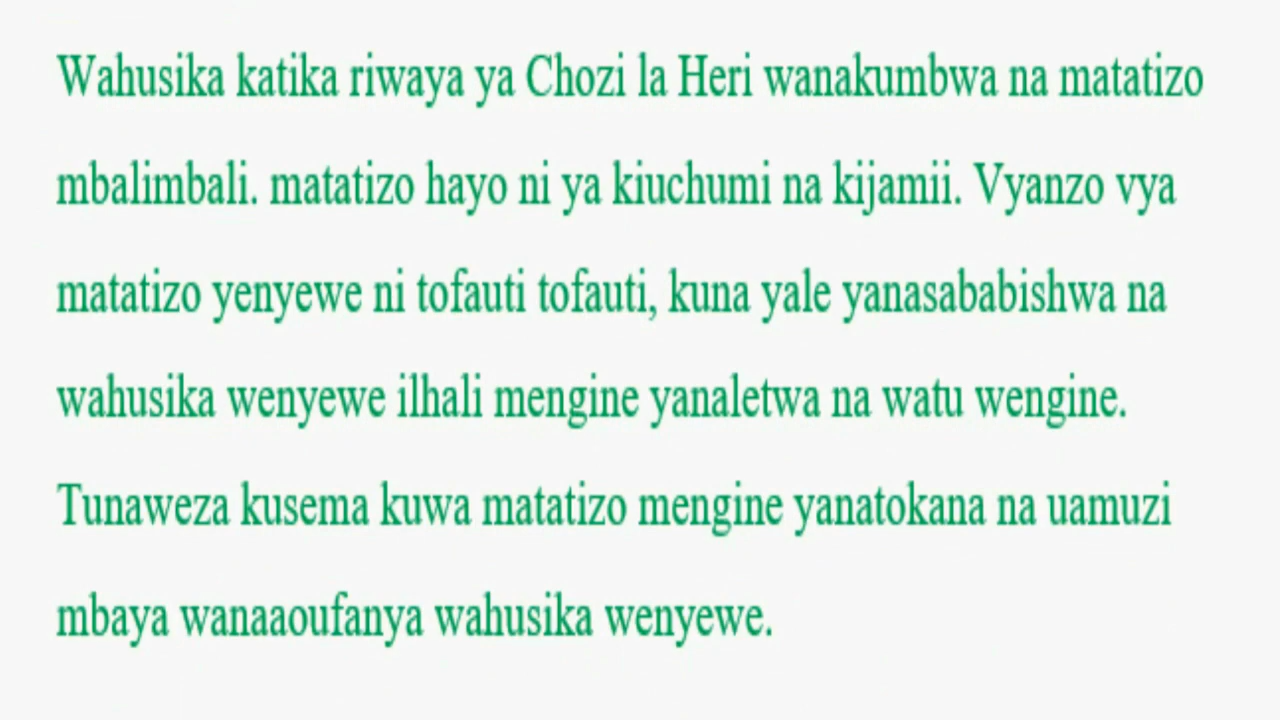 Wahusika katika riwaya ya Chozi la Heri wanakumbwa na matatizo
mbalimbali. matatizo hayo ni ya kiuchumi na kijamii. Vyanzo vya
matatizo yenyewe ni tofauti tofauti, kuna yale yanasababishwa na
wahusika wenyewe ilhali mengine yanaletwa na watu wengine.
Tunaweza kusema kuwa matatizo mengine yanatokana na uamuzi
mbaya wanaaoufanya wahusika wenyewe.